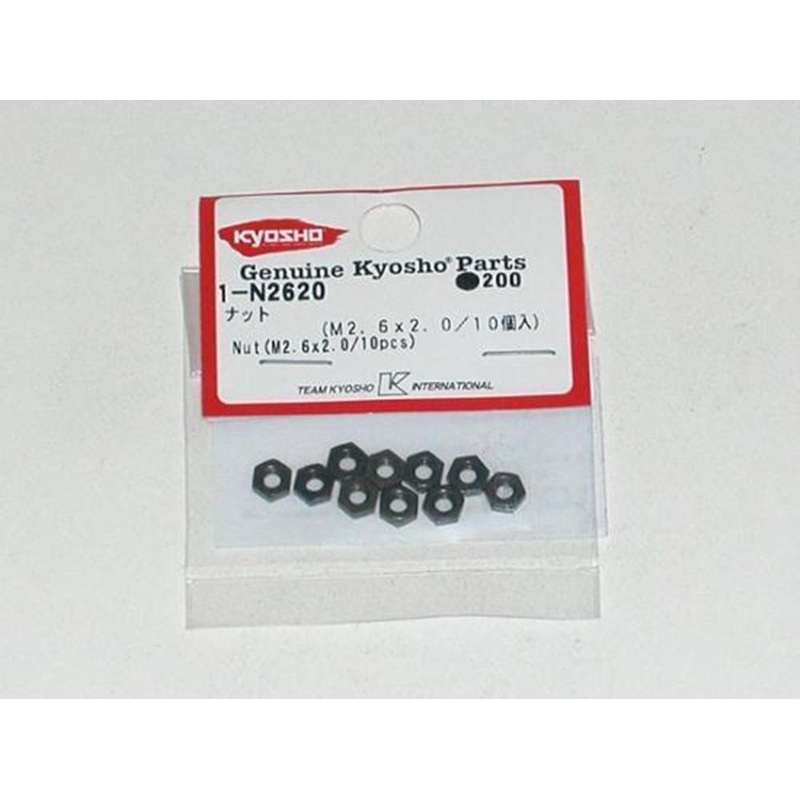 KYOSHO
Genuine Kyosho® Parts
1-N2620 ●200
ナット
(M2.6x2.0/10個入)
Nut(M2.6x2.0/10pcs)
TEAM KYOSHO K INTERNATIONAL